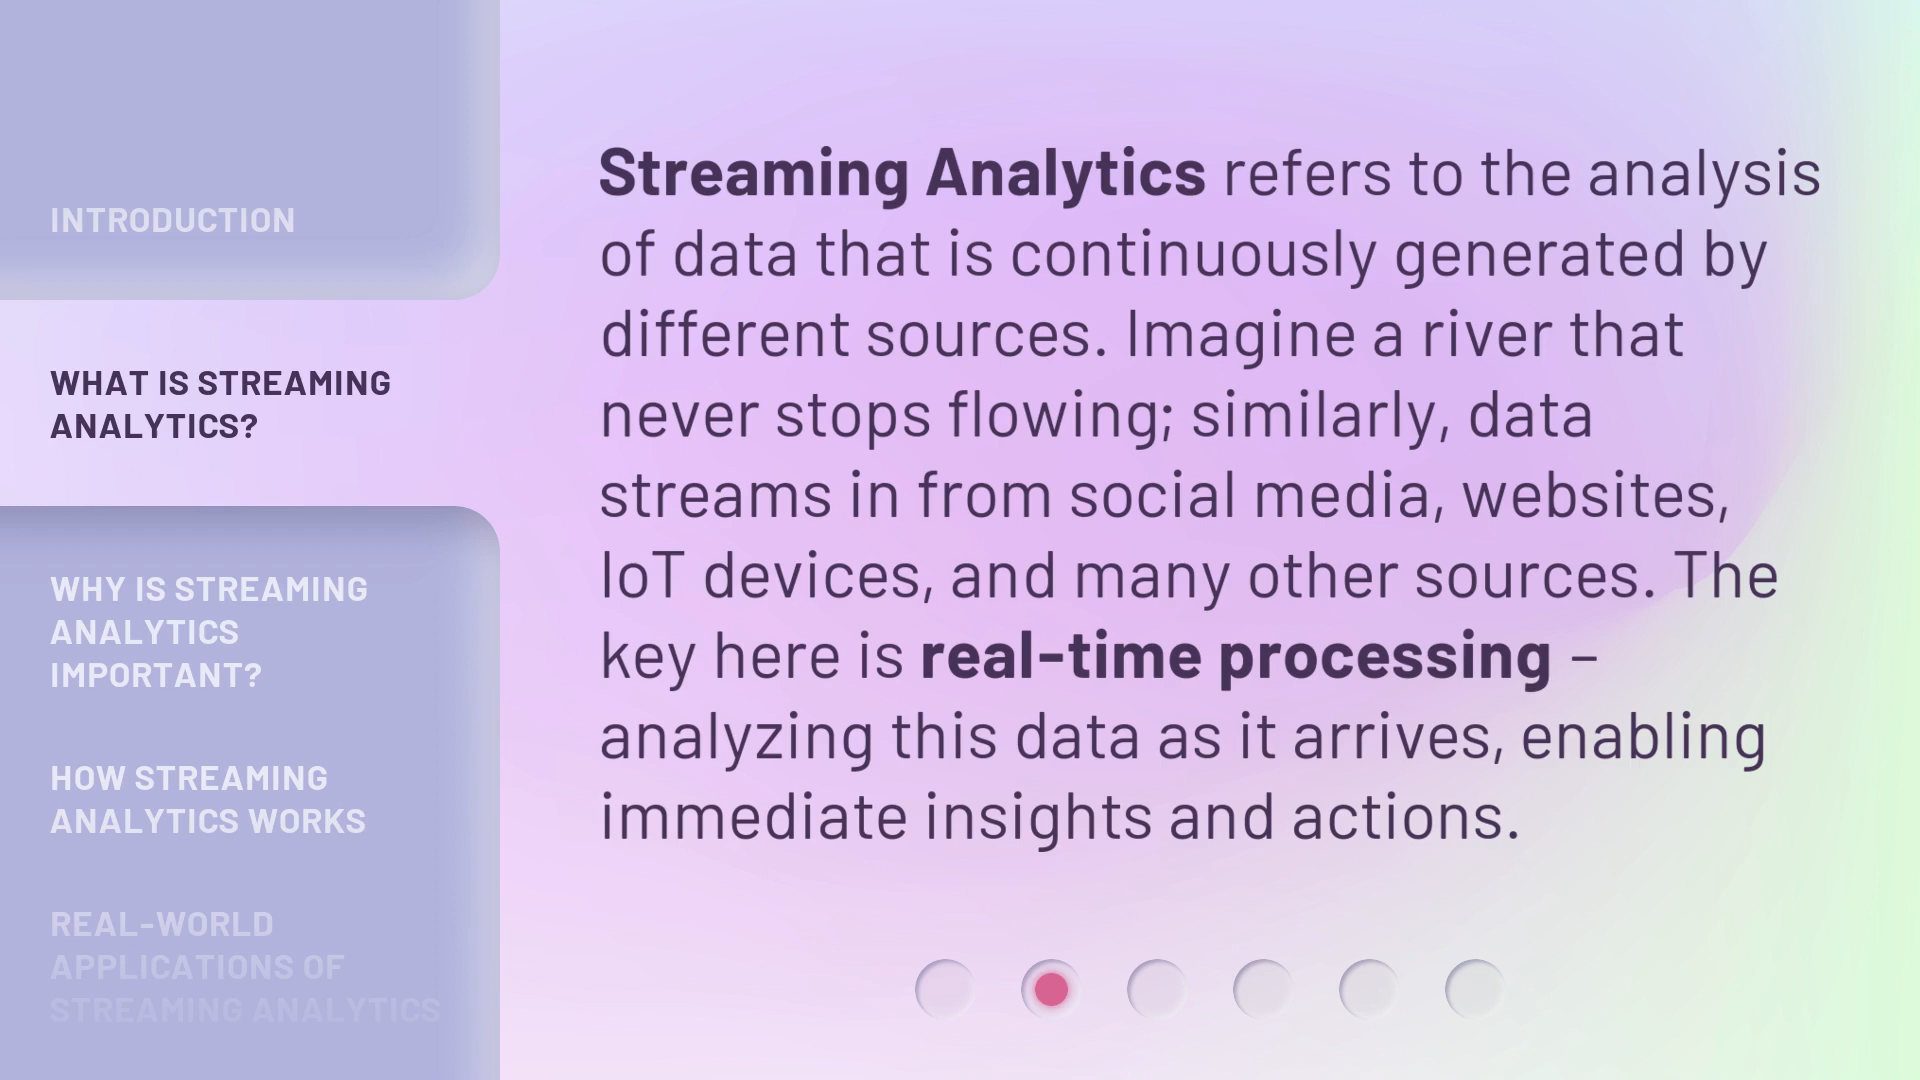 INTRODUCTION
WHAT IS STREAMING
ANALYTICS?
WHY IS STREAMING
ANALYTICS
IMPORTANT?
HOW STREAMING
ANALYTICS WORKS
REAL-WORLD
APPLICATIONS OF
STREAMING ANALYTICS
Streaming Analytics refers to the analysis
of data that is continuously generated by
different sources. Imagine a river that
never stops flowing; similarly, data
streams in from social media, websites,
IoT devices, and many other sources. The
key here is real-time processing –
analyzing this data as it arrives, enabling
immediate insights and actions.